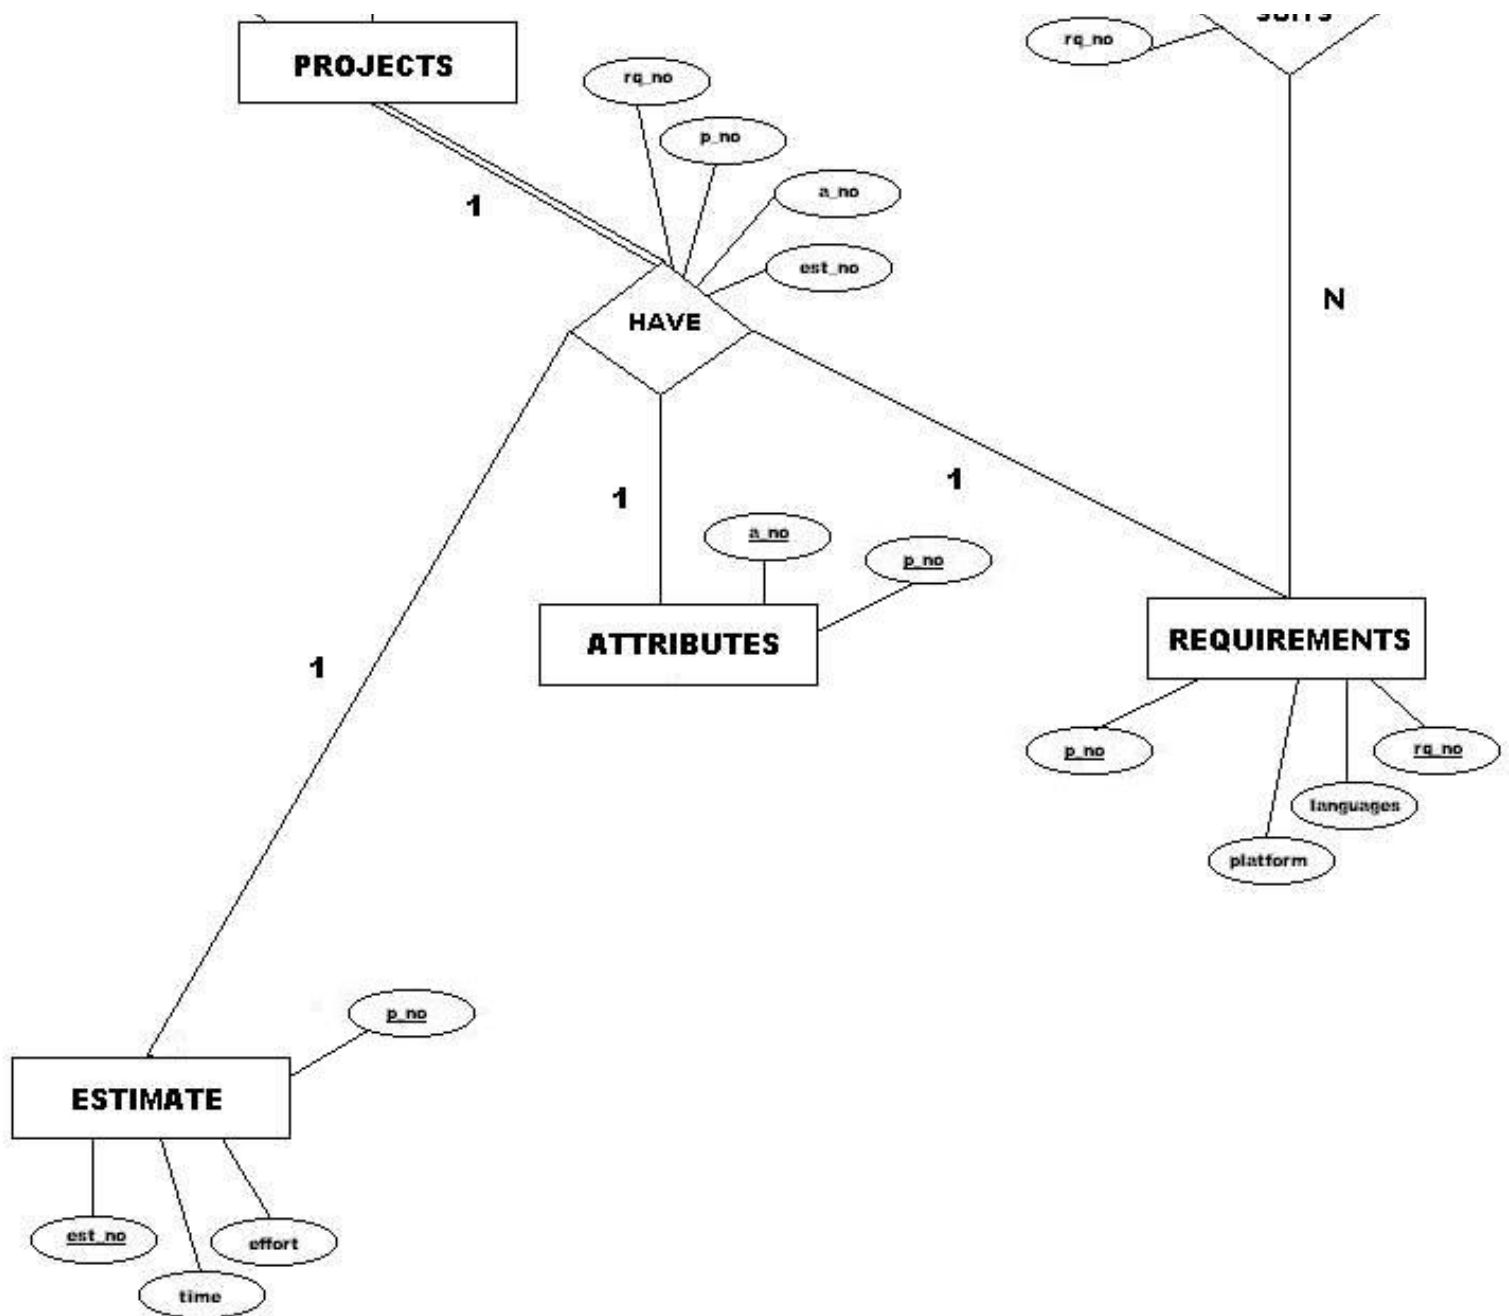 rq_no
PROJECTS
rq_no
p_no
1
a_no
est_no
N
HAVE
1
1
a_no
p_no
REQUIREMENTS
ATTRIBUTES
1
p_no
rq_no
languages
platform
p_no
ESTIMATE
est_no
effort
time